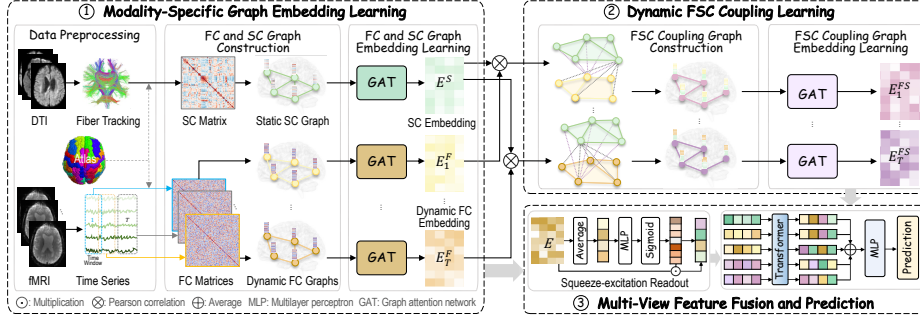 ① Modality-Specific Graph Embedding Learning
Data Preprocessing
DTI
Fiber Tracking
Atlas
fMRI
1
T
Time
Window
Time Series
FC and SC Graph
Construction
SC Matrix
Static SC Graph
FC Matrices
Dynamic FC Graphs
FC and SC Graph
Embedding Learning
GAT
E^S
SC Embedding
GAT
E_1^F
Dynamic FC
Embedding
GAT
E_T^F
② Dynamic FSC Coupling Learning
FSC Coupling Graph
Construction
FSC Coupling Graph
Embedding Learning
GAT
E_1^{FS}
GAT
E_T^{FS}
E
Average
MLP
Sigmoid
Squeeze-excitation Readout
Transformer
MLP
Prediction
③ Multi-View Feature Fusion and Prediction
⊙: Multiplication ⊗: Pearson correlation ⊕: Average MLP: Multilayer perceptron GAT: Graph attention network